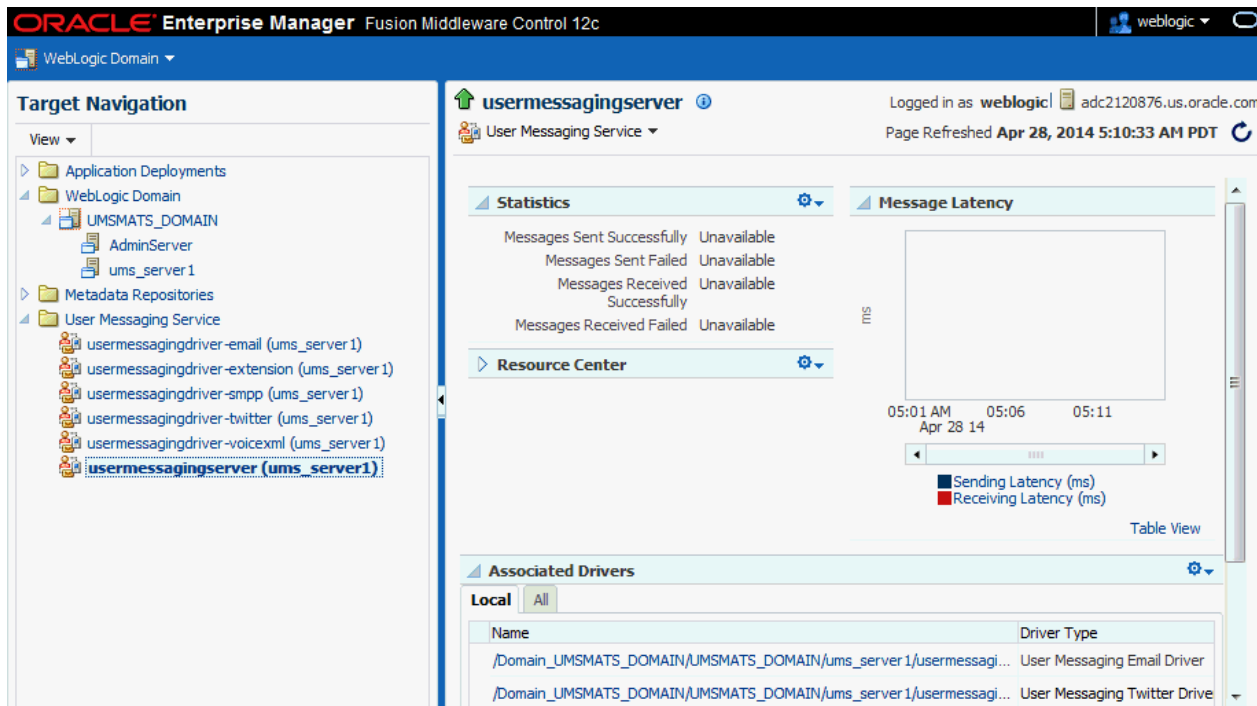 ORACLE Enterprise Manager Fusion Middleware Control 12c
weblogic
WebLogic Domain
Target Navigation
View
Application Deployments
WebLogic Domain
UMSMATS_DOMAIN
AdminServer
ums_server1
Metadata Repositories
User Messaging Service
usermessagingdriver-email (ums_server1)
usermessagingdriver-extension (ums_server1)
usermessagingdriver-smpp (ums_server1)
usermessagingdriver-twitter (ums_server1)
usermessagingdriver-voicexml (ums_server1)
usermessagingserver (ums_server1)
usermessagingserver
Logged in as weblogic adc2120876.us.oracle.com
User Messaging Service
Page Refreshed Apr 28, 2014 5:10:33 AM PDT
Statistics
Messages Sent Successfully Unavailable
Messages Sent Failed Unavailable
Messages Received Unavailable
Successfully
Messages Received Failed Unavailable
Resource Center
Message Latency
ms
05:01 AM 05:06 05:11
Apr 28 14
Sending Latency (ms)
Receiving Latency (ms)
Table View
Associated Drivers
Local All
Name Driver Type
/Domain_UMSMATS_DOMAIN/UMSMATS_DOMAIN/ums_server1/usermessagi... User Messaging Email Driver
/Domain_UMSMATS_DOMAIN/UMSMATS_DOMAIN/ums_server1/usermessagi... User Messaging Twitter Drive